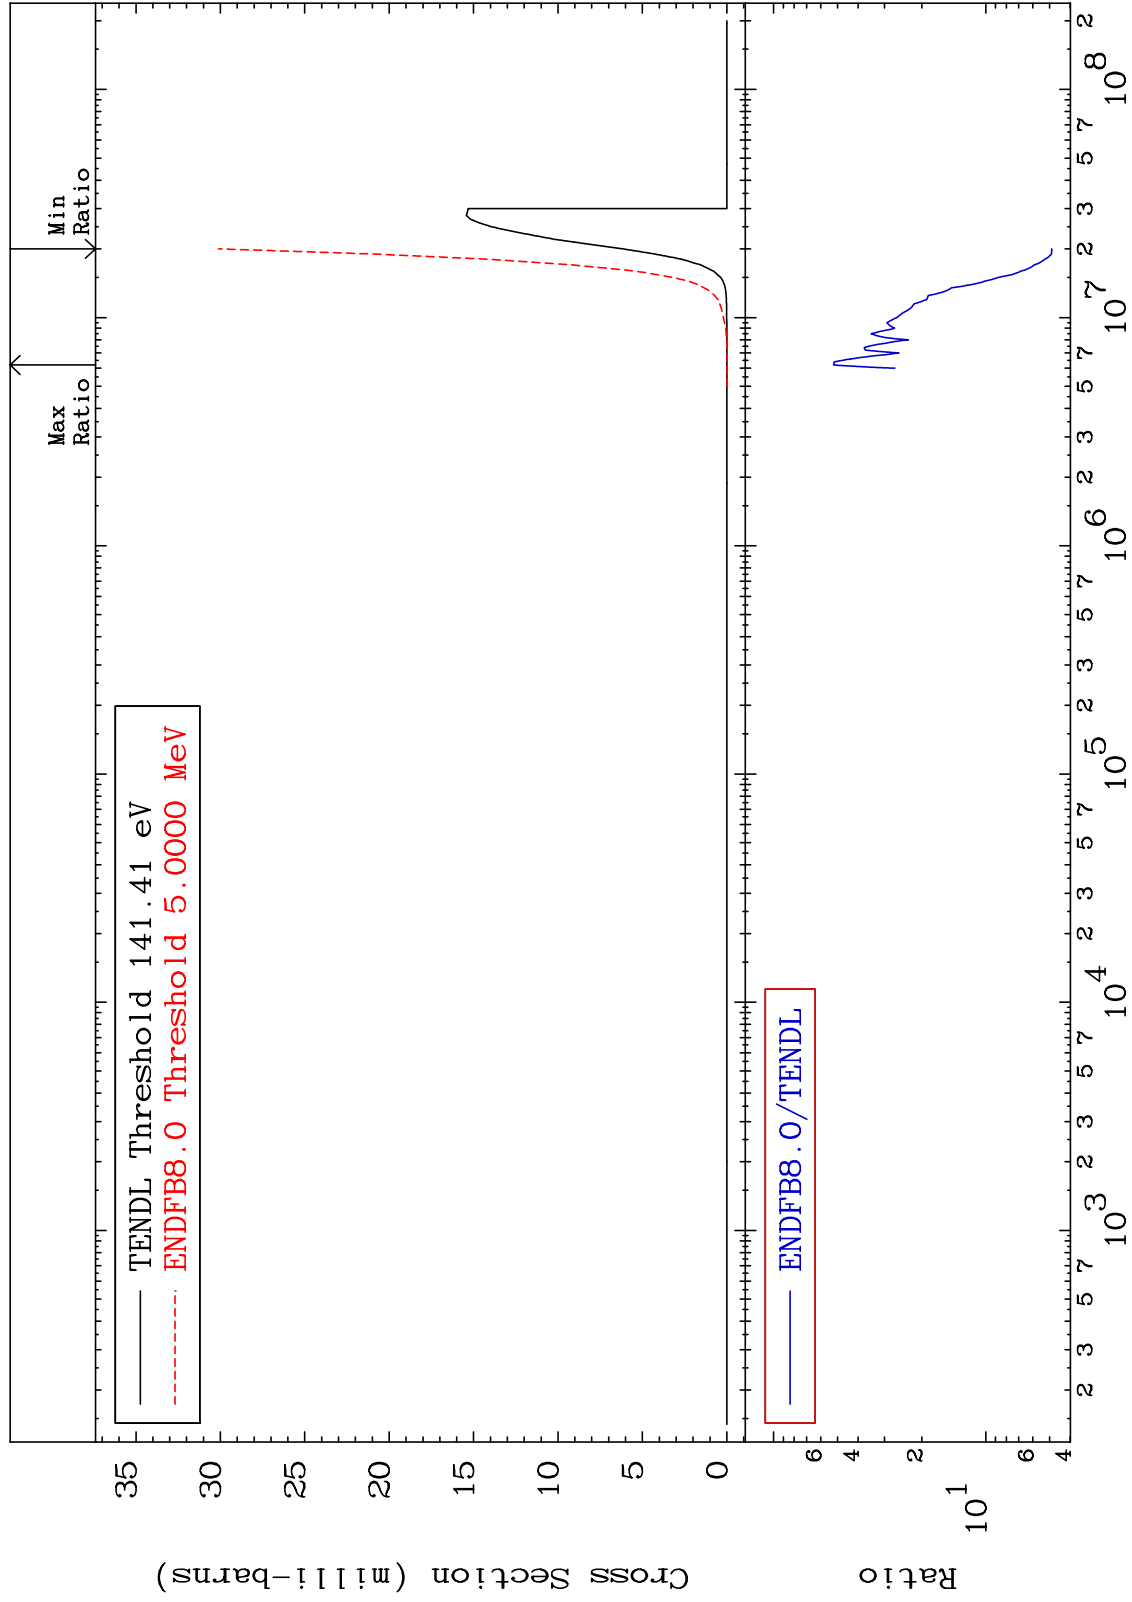 Max
Ratio
Min
Ratio
TENDL Threshold 141.41 eV
ENDFB8.0 Threshold 5.0000 MeV
35
30
25
20
15
10
5
0
Cross Section (milli-barns)
ENDFB8.0/TENDL
6
4
2
10^1
6
4
Ratio
2 3 5 7 10^3 2 3 5 7 10^4 2 3 5 7 10^5 2 3 5 7 10^6 2 3 5 7 10^7 2 3 5 7 10^8 2